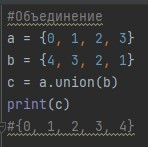 #Объединение
a = {0, 1, 2, 3}
b = {4, 3, 2, 1}
c = a.union(b)
print(c)
#{0, 1, 2, 3, 4}